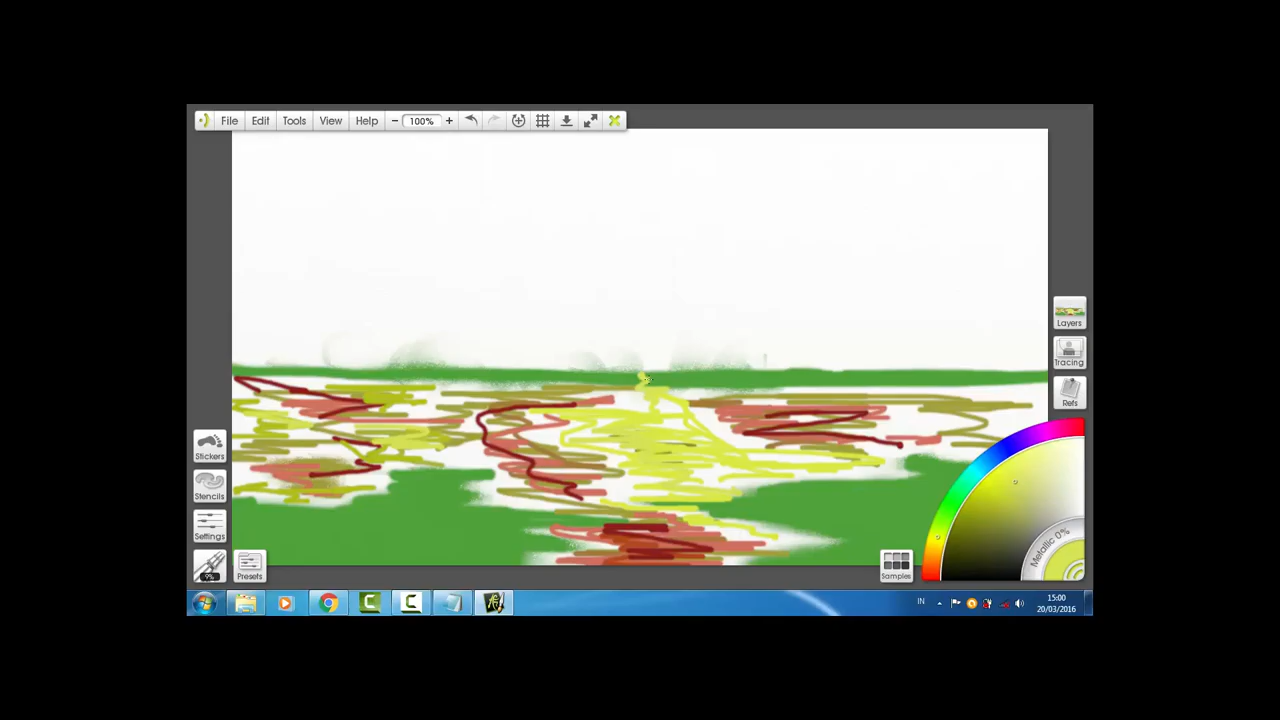 File Edit Tools View Help − 100% +
Layers
Tracing
Refs
Stickers
Stencils
Settings
9%
Presets
Samples
Metallic 0%
IN
15:00
20/03/2016